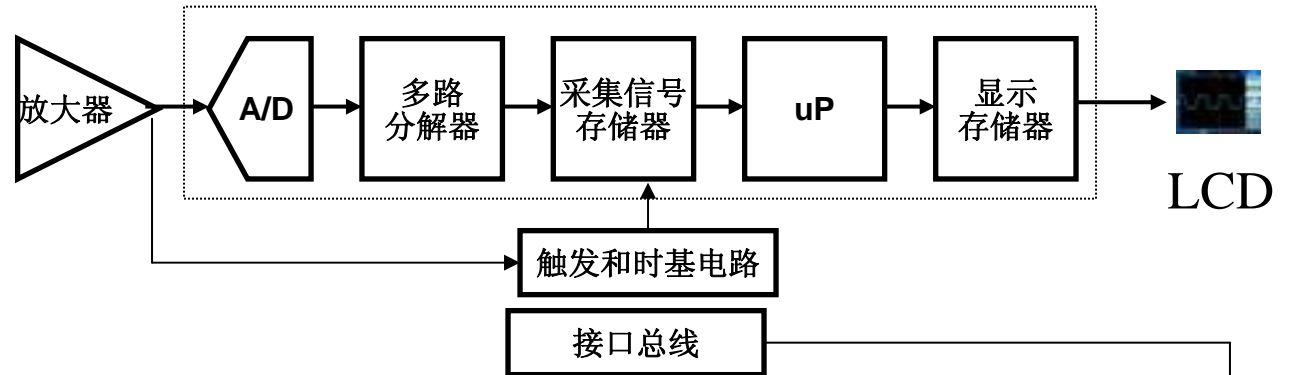 放大器
A/D
多路
分解器
采集信号
存储器
uP
显示
存储器
LCD
触发和时基电路
接口总线